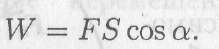 W = FS cos α.